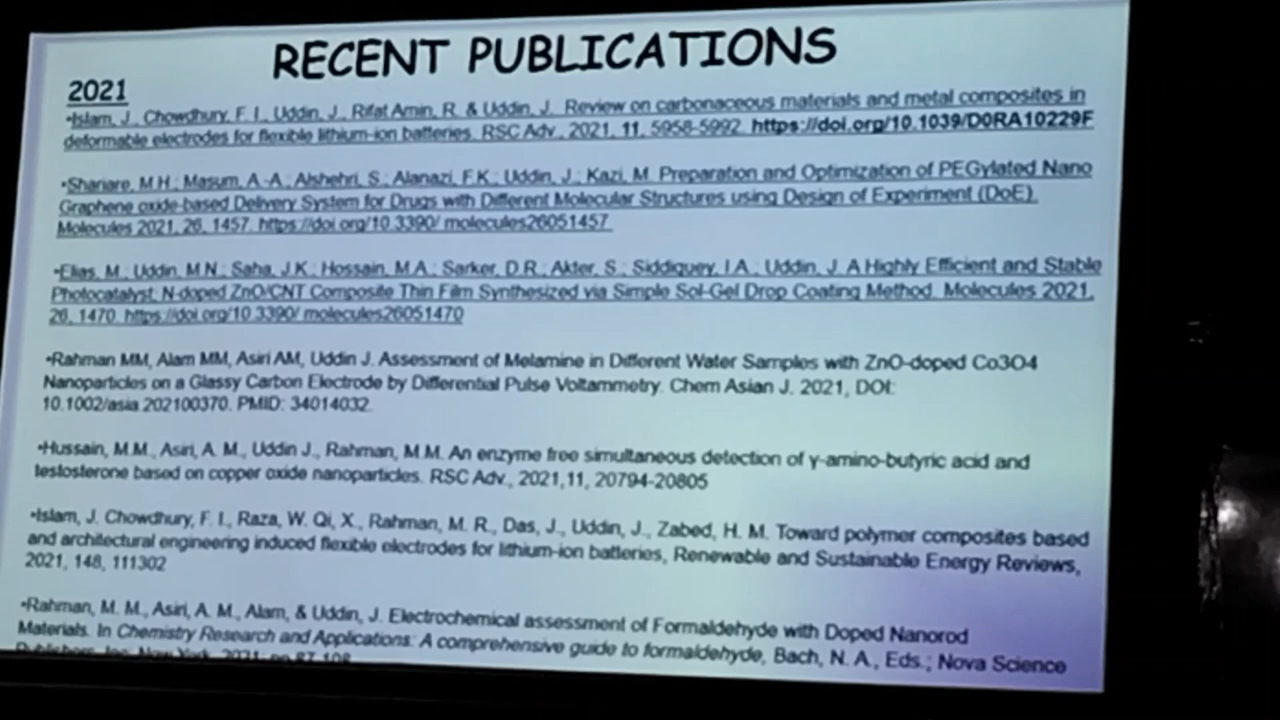 RECENT PUBLICATIONS
2021
•Islam, J., Chowdhury, F. I., Uddin, J., Rifat Amin, R. & Uddin, J. Review on carbonaceous materials and metal composites in
deformable electrodes for flexible lithium-ion batteries. RSC Adv., 2021, 11, 5958-5992. https://doi.org/10.1039/D0RA10229F
•Shariare, M.H.; Masum, A.-A.; Alshehri, S.; Alanazi, F.K.; Uddin, J.; Kazi, M. Preparation and Optimization of PEGylated Nano
Graphene oxide-based Delivery System for Drugs with Different Molecular Structures using Design of Experiment (DoE).
Molecules 2021, 26, 1457. https://doi.org/10.3390/ molecules26051457
•Elias, M.; Uddin, M.N.; Saha, J.K.; Hossain, M.A.; Sarker, D.R.; Akter, S.; Siddiquey, I.A.; Uddin, J. A Highly Efficient and Stable
Photocatalyst; N-doped ZnO/CNT Composite Thin Film Synthesized via Simple Sol-Gel Drop Coating Method. Molecules 2021,
26, 1470. https://doi.org/10.3390/ molecules26051470
•Rahman MM, Alam MM, Asiri AM, Uddin J. Assessment of Melamine in Different Water Samples with ZnO-doped Co3O4
Nanoparticles on a Glassy Carbon Electrode by Differential Pulse Voltammetry. Chem Asian J. 2021, DOI:
10.1002/asia.202100370. PMID: 34014032.
•Hussain, M.M., Asiri, A. M., Uddin J., Rahman, M.M. An enzyme free simultaneous detection of γ-amino-butyric acid and
testosterone based on copper oxide nanoparticles. RSC Adv., 2021,11, 20794-20805
•Islam, J. Chowdhury, F. I., Raza, W. Qi, X., Rahman, M. R., Das, J., Uddin, J., Zabed, H. M. Toward polymer composites based
and architectural engineering induced flexible electrodes for lithium-ion batteries, Renewable and Sustainable Energy Reviews,
2021, 148, 111302
•Rahman, M. M., Asiri, A. M., Alam, & Uddin, J. Electrochemical assessment of Formaldehyde with Doped Nanorod
Materials. In Chemistry Research and Applications: A comprehensive guide to formaldehyde, Bach, N. A., Eds.; Nova Science
Publishers, Inc. New York, 2021; pp 87-108